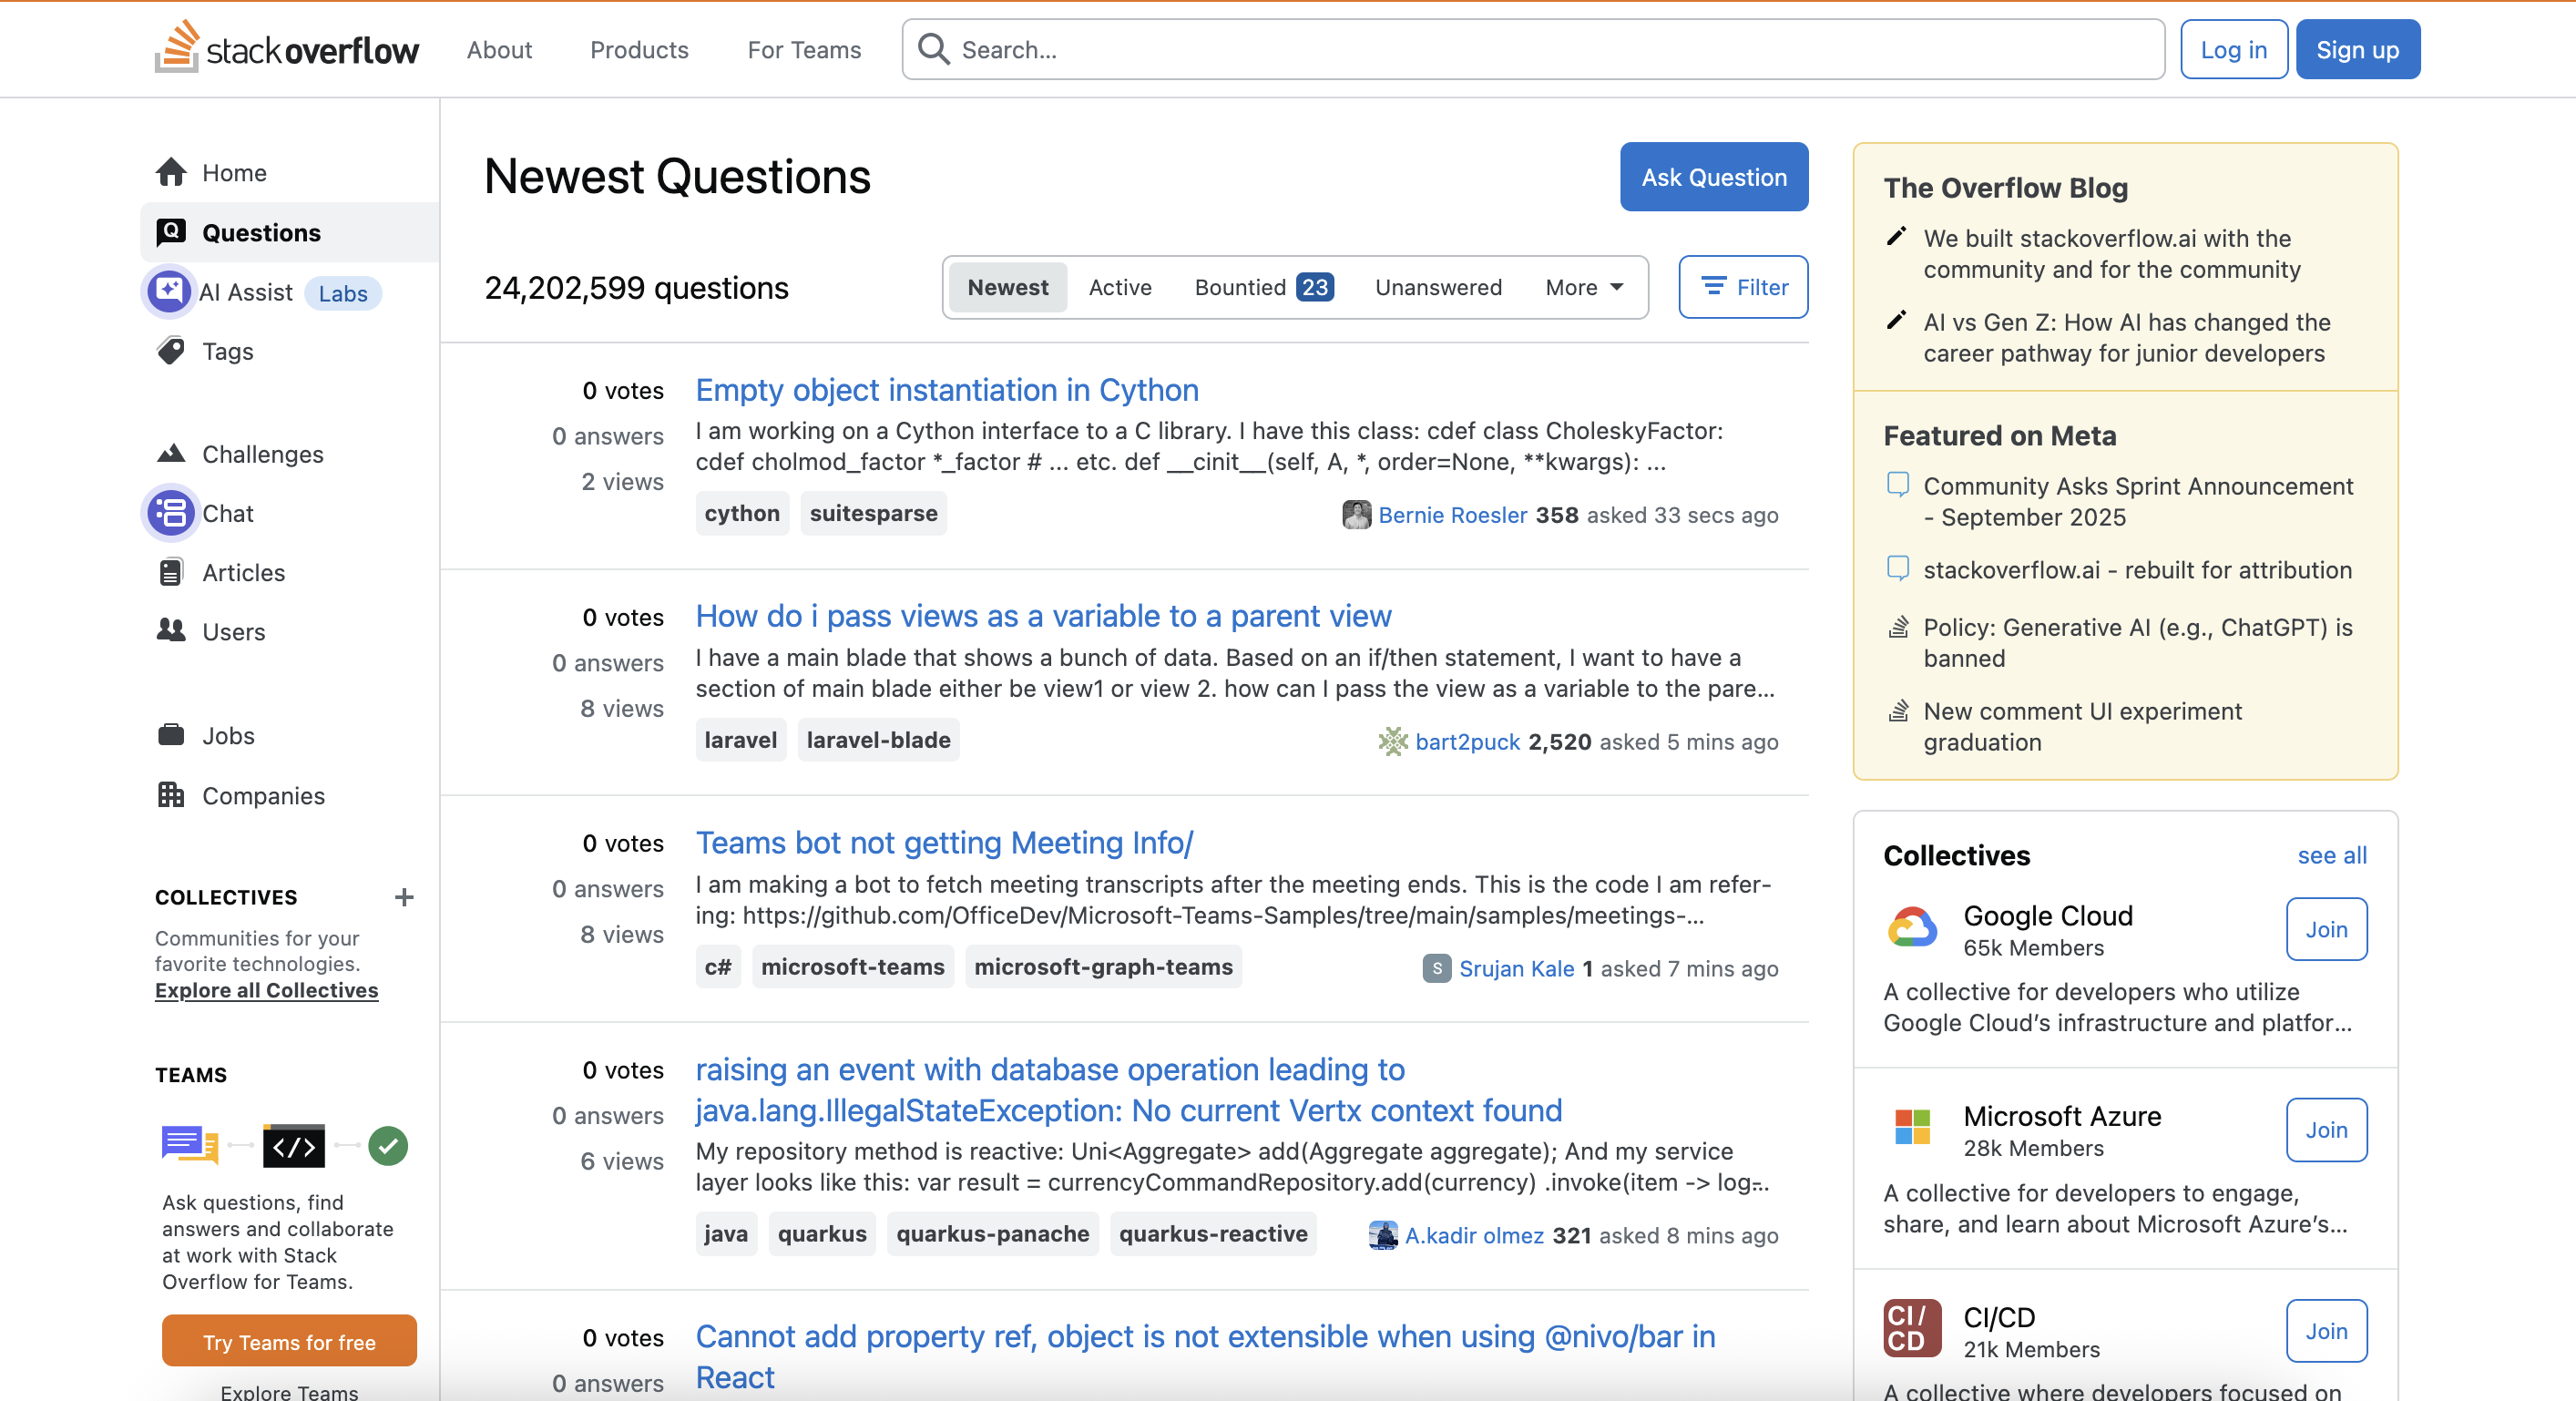 stackoverflow
About
Products
For Teams
Search...
Log in
Sign up
Home
Questions
AI Assist Labs
Tags
Challenges
Chat
Articles
Users
Jobs
Companies
COLLECTIVES
Communities for your
favorite technologies.
Explore all Collectives
TEAMS
</>
Ask questions, find
answers and collaborate
at work with Stack
Overflow for Teams.
Try Teams for free
Explore Teams
Newest Questions
Ask Question
24,202,599 questions
Newest
Active
Bountied 23
Unanswered
More
Filter
0 votes
0 answers
2 views
Empty object instantiation in Cython
I am working on a Cython interface to a C library. I have this class: cdef class CholeskyFactor:
cdef cholmod_factor *_factor # ... etc. def __cinit__(self, A, *, order=None, **kwargs): ...
cython
suitesparse
Bernie Roesler 358 asked 33 secs ago
0 votes
0 answers
8 views
How do i pass views as a variable to a parent view
I have a main blade that shows a bunch of data. Based on an if/then statement, I want to have a
section of main blade either be view1 or view 2. how can I pass the view as a variable to the pare...
laravel
laravel-blade
bart2puck 2,520 asked 5 mins ago
0 votes
0 answers
8 views
Teams bot not getting Meeting Info/
I am making a bot to fetch meeting transcripts after the meeting ends. This is the code I am refer-
ing: https://github.com/OfficeDev/Microsoft-Teams-Samples/tree/main/samples/meetings-...
c#
microsoft-teams
microsoft-graph-teams
S Srujan Kale 1 asked 7 mins ago
0 votes
0 answers
6 views
raising an event with database operation leading to
java.lang.IllegalStateException: No current Vertx context found
My repository method is reactive: Uni<Aggregate> add(Aggregate aggregate); And my service
layer looks like this: var result = currencyCommandRepository.add(currency) .invoke(item -> log-...
java
quarkus
quarkus-panache
quarkus-reactive
A.kadir olmez 321 asked 8 mins ago
0 votes
0 answers
Cannot add property ref, object is not extensible when using @nivo/bar in
React
The Overflow Blog
We built stackoverflow.ai with the
community and for the community
AI vs Gen Z: How AI has changed the
career pathway for junior developers
Featured on Meta
Community Asks Sprint Announcement
- September 2025
stackoverflow.ai - rebuilt for attribution
Policy: Generative AI (e.g., ChatGPT) is
banned
New comment UI experiment
graduation
Collectives
see all
Google Cloud
65k Members
Join
A collective for developers who utilize
Google Cloud's infrastructure and platfor...
Microsoft Azure
28k Members
Join
A collective for developers to engage,
share, and learn about Microsoft Azure's...
CI/
CD
CI/CD
21k Members
Join
A collective where developers focused on